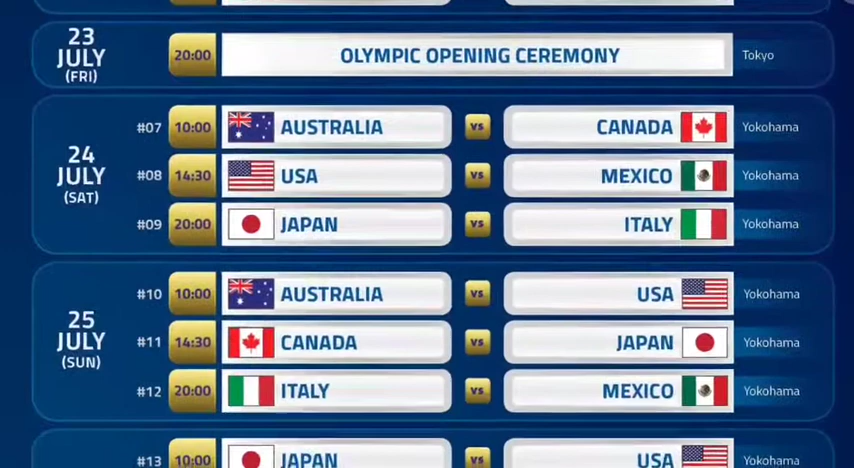 23
JULY
(FRI)
20:00 OLYMPIC OPENING CEREMONY Tokyo
24
JULY
(SAT)
#07 10:00 AUSTRALIA VS CANADA Yokohama
#08 14:30 USA VS MEXICO Yokohama
#09 20:00 JAPAN VS ITALY Yokohama
25
JULY
(SUN)
#10 10:00 AUSTRALIA VS USA Yokohama
#11 14:30 CANADA VS JAPAN Yokohama
#12 20:00 ITALY VS MEXICO Yokohama
#13 10:00 JAPAN VS USA Yokohama